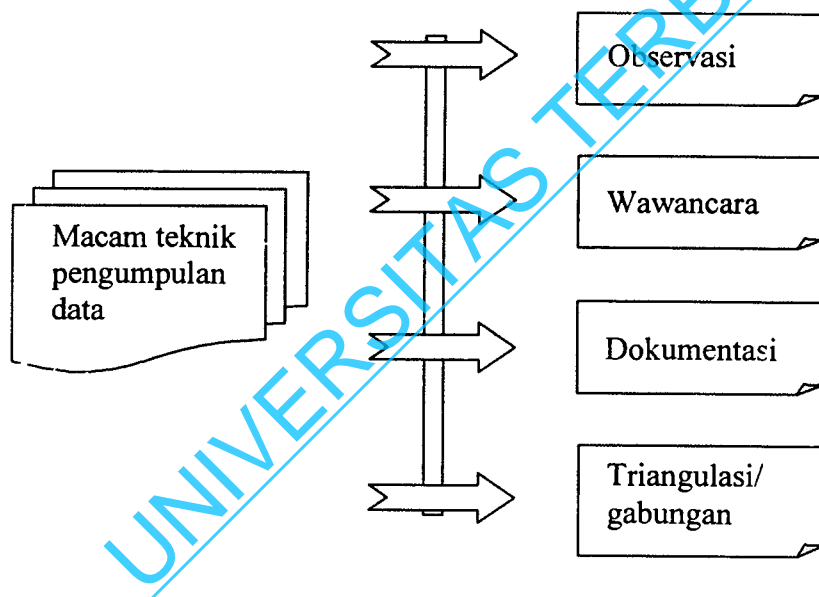 Macam teknik
pengumpulan
data
Observasi
Wawancara
Dokumentasi
Triangulasi/
gabungan
UNIVERSITAS TERB